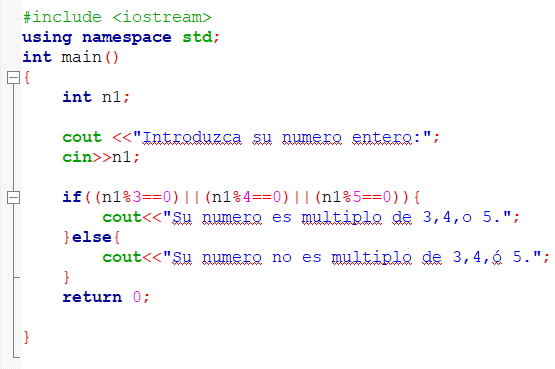 #include <iostream>
using namespace std;
int main()
{
int n1;
cout <<"Introduzca su numero entero:";
cin>>n1;
if((n1%3==0)||(n1%4==0)||(n1%5==0)){
cout<<"Su numero es multiplo de 3,4,o 5.";
}else{
cout<<"Su numero no es multiplo de 3,4,ó 5.";
}
return 0;
}